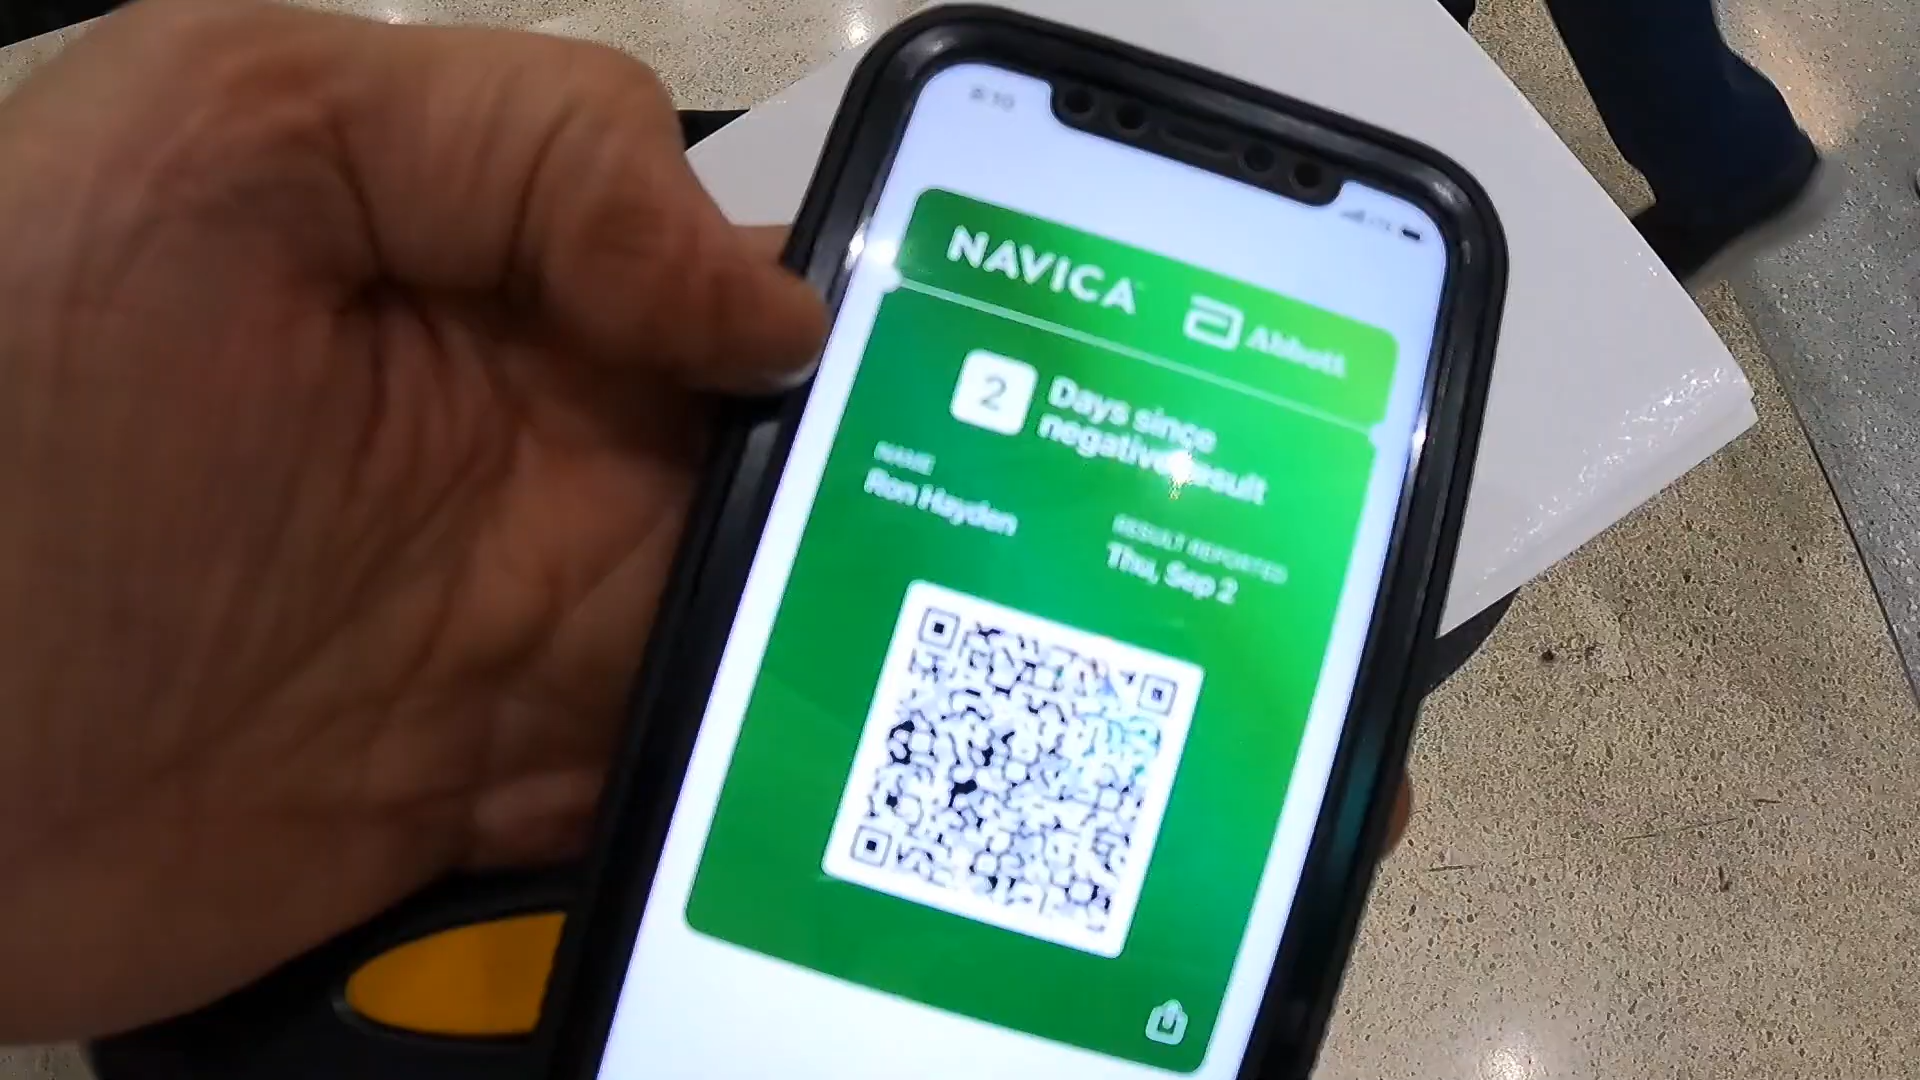 NAVICA
Abbott
2
Days since
negative result
NAME
Ron Hayden
RESULT REPORTED
Thu, Sep 2